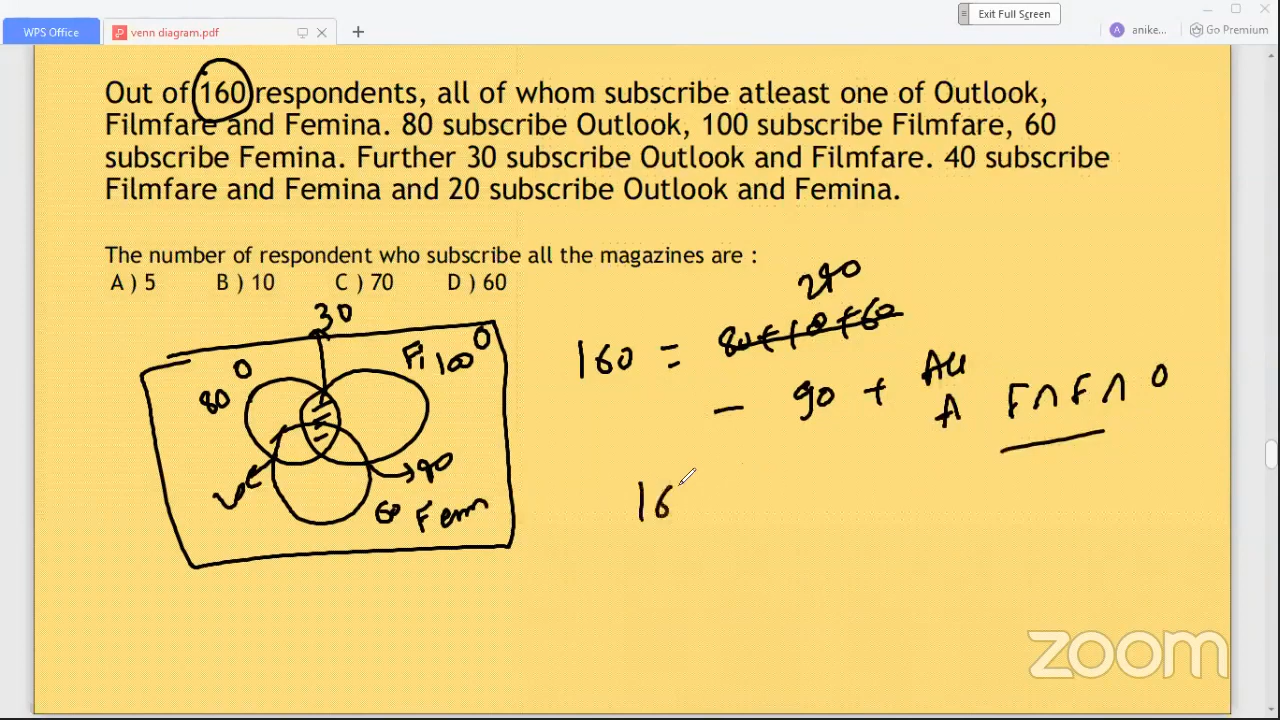 Exit Full Screen
WPS Office
venn diagram.pdf
anike...
Go Premium
Out of 160 respondents, all of whom subscribe atleast one of Outlook,
Filmfare and Femina. 80 subscribe Outlook, 100 subscribe Filmfare, 60
subscribe Femina. Further 30 subscribe Outlook and Filmfare. 40 subscribe
Filmfare and Femina and 20 subscribe Outlook and Femina.
The number of respondent who subscribe all the magazines are :
A ) 5 B ) 10 C ) 70 D ) 60
30
0
80
Fi 100
0
60 Fem
240
160 =
- 90 + All
A F ∩ F ∩ O
16
zoom